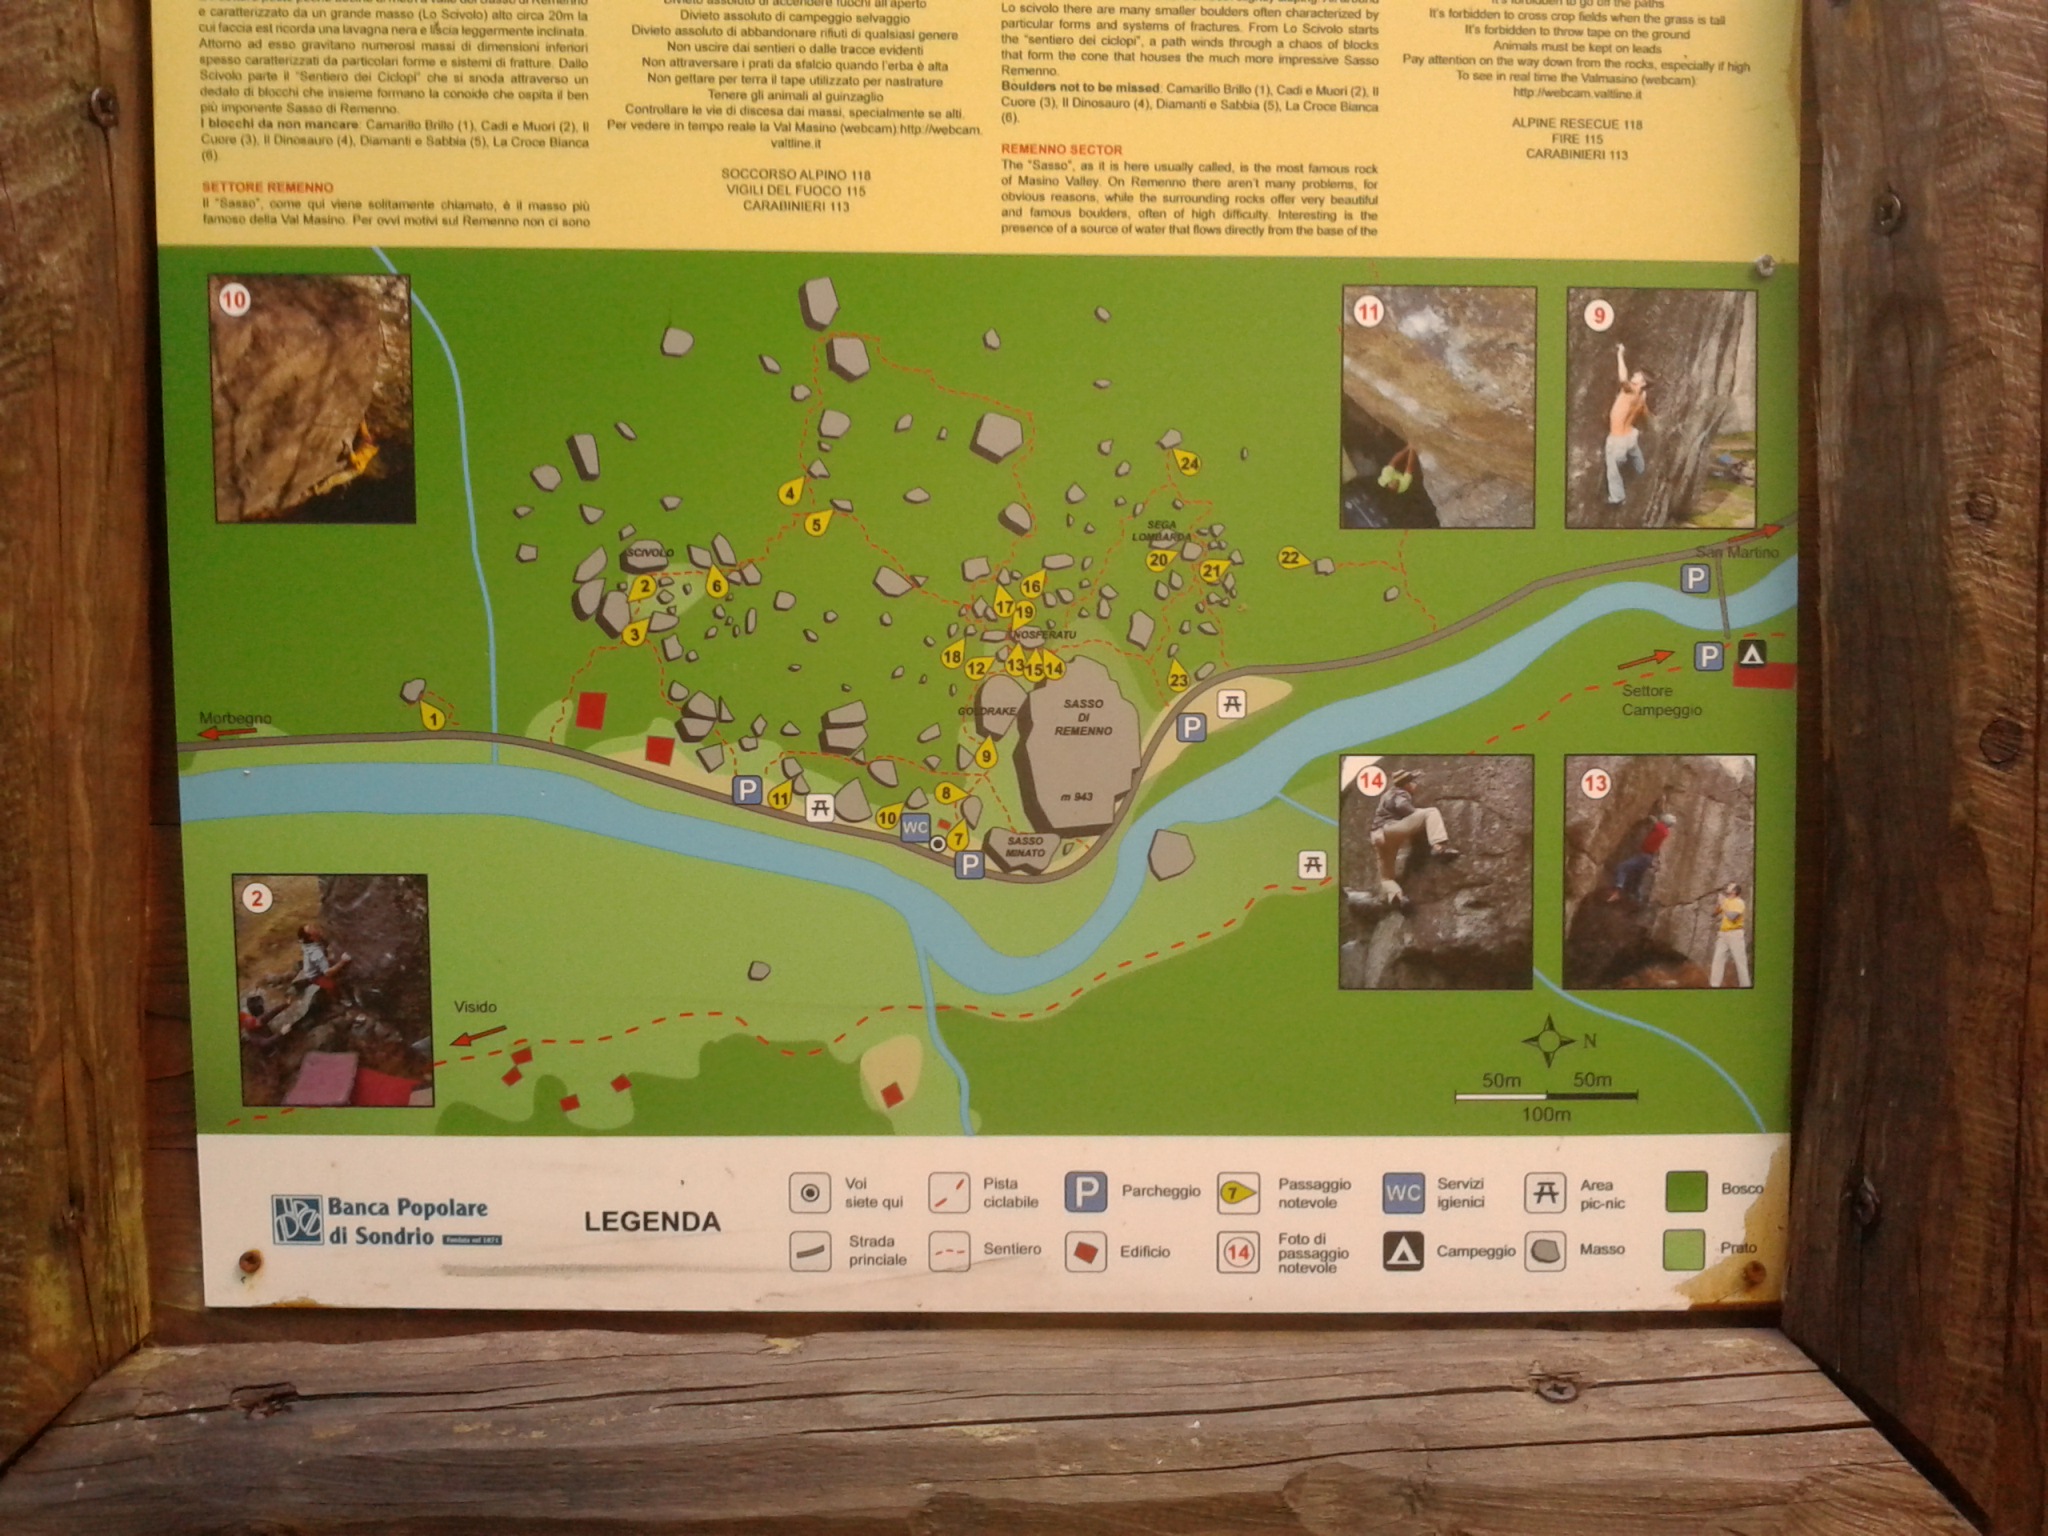 e caratterizzato da un grande masso (Lo Scivolo) alto circa 20m la
cui faccia est ricorda una lavagna nera e liscia leggermente inclinata.
Attorno ad esso gravitano numerosi massi di dimensioni inferiori
spesso caratterizzati da particolari forme e sistemi di fratture. Dallo
Scivolo parte il "Sentiero dei Ciclopi" che si snoda attraverso un
dedalo di blocchi che insieme formano la conoide che ospita il ben
più imponente Sasso di Remenno.
I blocchi da non mancare: Camarillo Brillo (1), Cadi e Muori (2), Il
Cuore (3), Il Dinosauro (4), Diamanti e Sabbia (5), La Croce Bianca
(6).
SETTORE REMENNO
Il "Sasso", come qui viene solitamente chiamato, è il masso più
famoso della Val Masino. Per ovvi motivi sul Remenno non ci sono
Divieto assoluto di accendere fuochi all'aperto
Divieto assoluto di campeggio selvaggio
Divieto assoluto di abbandonare rifiuti di qualsiasi genere
Non uscire dai sentieri o dalle tracce evidenti
Non attraversare i prati da sfalcio quando l'erba è alta
Non gettare per terra il tape utilizzato per nastrature
Tenere gli animali al guinzaglio
Controllare le vie di discesa dai massi, specialmente se alti.
Per vedere in tempo reale la Val Masino (webcam):http://webcam.
valtline.it
SOCCORSO ALPINO 118
VIGILI DEL FUOCO 115
CARABINIERI 113
Lo scivolo there are many smaller boulders often characterized by
particular forms and systems of fractures. From Lo Scivolo starts
the "sentiero dei ciclopi", a path winds through a chaos of blocks
that form the cone that houses the much more impressive Sasso
Remenno.
Boulders not to be missed: Camarillo Brillo (1), Cadi e Muori (2), Il
Cuore (3), Il Dinosauro (4), Diamanti e Sabbia (5), La Croce Bianca
(6).
REMENNO SECTOR
The "Sasso", as it is here usually called, is the most famous rock
of Masino Valley. On Remenno there aren't many problems, for
obvious reasons, while the surrounding rocks offer very beautiful
and famous boulders, often of high difficulty. Interesting is the
presence of a source of water that flows directly from the base of the
It's forbidden to go off the paths
It's forbidden to cross crop fields when the grass is tall
It's forbidden to throw tape on the ground
Animals must be kept on leads
Pay attention on the way down from the rocks, especially if high
To see in real time the Valmasino (webcam):
http://webcam.valtline.it
ALPINE RESECUE 118
FIRE 115
CARABINIERI 113
10
11
9
24
4
5
SEGA
LOMBARDA
SCIVOLO
20
21
22
San Martino
P
2
6
16
17
19
3
NOSFERATU
18
12
13
15
14
23
P
Settore
Campeggio
Morbegno
1
GOLDRAKE
SASSO
DI
REMENNO
m 943
P
9
P
11
8
10
WC
7
SASSO
MINATO
P
14
13
2
Visido
N
50m 50m
100m
Banca Popolare
di Sondrio
Fondata nel 1871
LEGENDA
Voi
siete qui
Pista
ciclabile
P
Parcheggio
7
Passaggio
notevole
WC
Servizi
igienici
Area
pic-nic
Bosco
Strada
princiale
Sentiero
Edificio
14
Foto di
passaggio
notevole
Campeggio
Masso
Prato